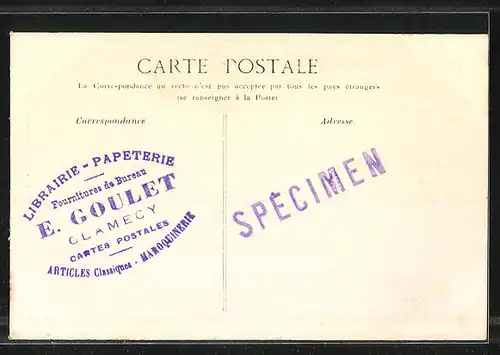 CARTE POSTALE
La Correspondance au recto n'est pas acceptée par tous les pays étrangers
(se renseigner à la Poste)
Correspondance
Adresse
LIBRAIRIE - PAPETERIE
Fournitures de Bureau
E. GOULET
CLAMECY
CARTES POSTALES
ARTICLES Classiques - MAROQUINERIE
SPÉCIMEN